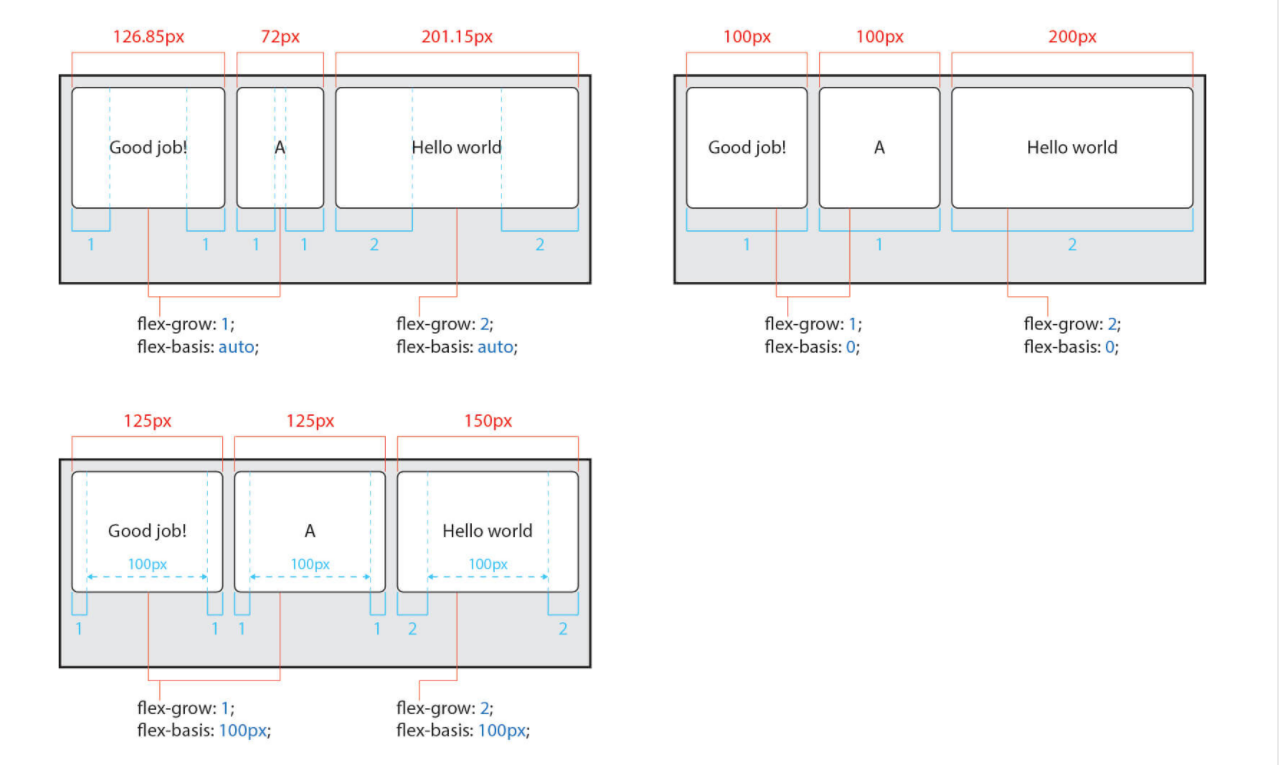 126.85px 72px 201.15px
Good job! A Hello world
1 1 1 1 2 2
flex-grow: 1; flex-grow: 2;
flex-basis: auto; flex-basis: auto;
100px 100px 200px
Good job! A Hello world
1 1 2
flex-grow: 1; flex-grow: 2;
flex-basis: 0; flex-basis: 0;
125px 125px 150px
Good job! A Hello world
100px 100px 100px
1 1 1 1 2 2
flex-grow: 1; flex-grow: 2;
flex-basis: 100px; flex-basis: 100px;